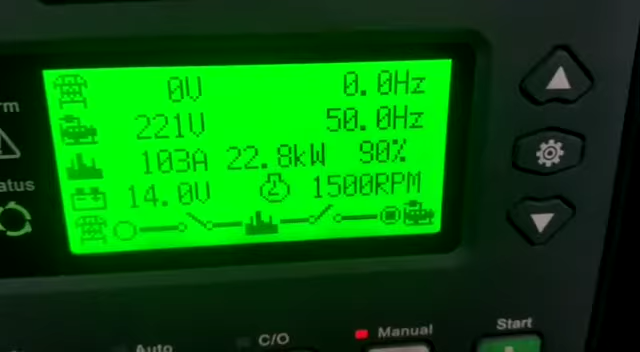 0V 0.0Hz
221V 50.0Hz
103A 22.8kW 90%
14.0V 1500RPM
rm
atus
Auto
C/O
Manual
Start